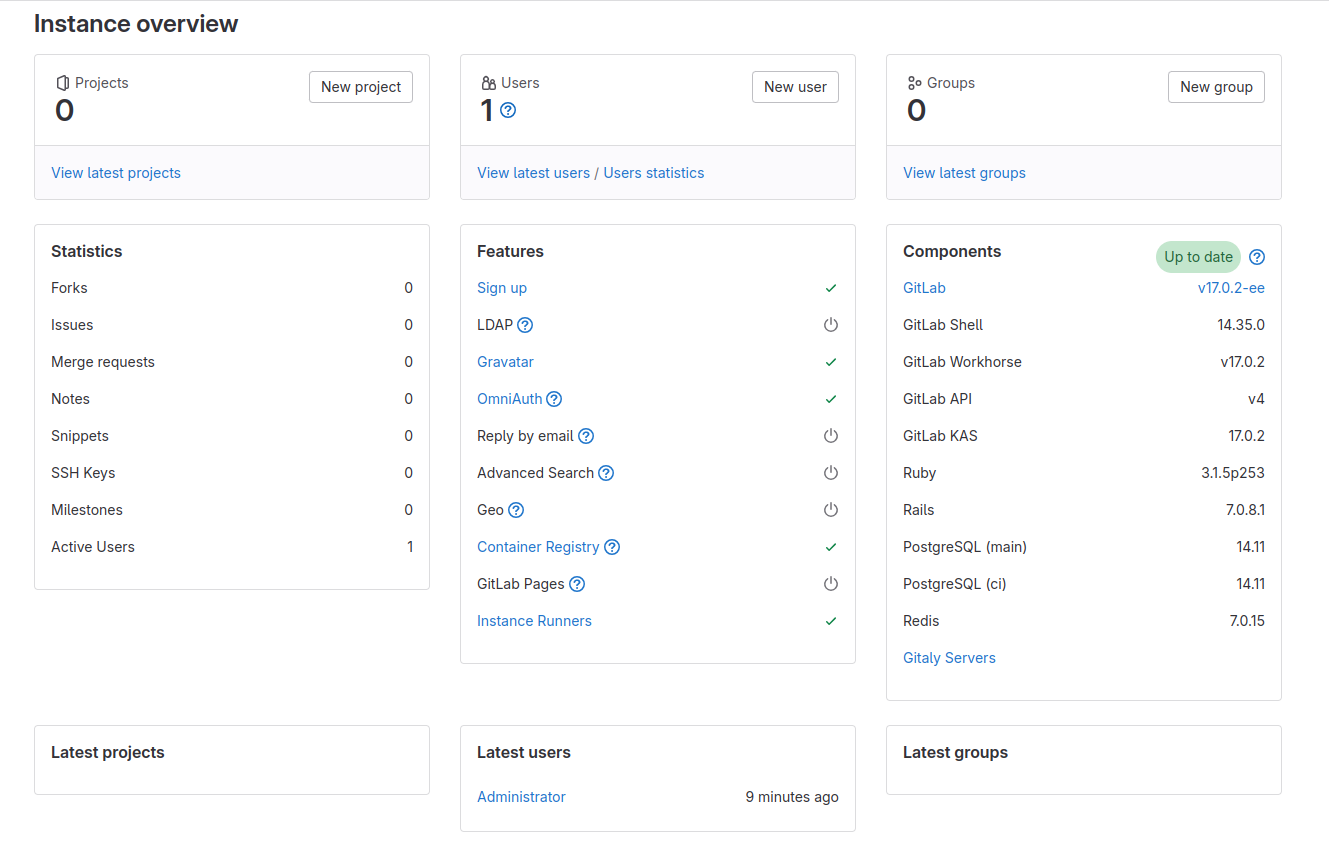 Instance overview
Projects
0
New project
View latest projects
Users
1
New user
View latest users / Users statistics
Groups
0
New group
View latest groups
Statistics
Forks 0
Issues 0
Merge requests 0
Notes 0
Snippets 0
SSH Keys 0
Milestones 0
Active Users 1
Features
Sign up
LDAP
Gravatar
OmniAuth
Reply by email
Advanced Search
Geo
Container Registry
GitLab Pages
Instance Runners
Components Up to date
GitLab v17.0.2-ee
GitLab Shell 14.35.0
GitLab Workhorse v17.0.2
GitLab API v4
GitLab KAS 17.0.2
Ruby 3.1.5p253
Rails 7.0.8.1
PostgreSQL (main) 14.11
PostgreSQL (ci) 14.11
Redis 7.0.15
Gitaly Servers
Latest projects
Latest users
Administrator 9 minutes ago
Latest groups